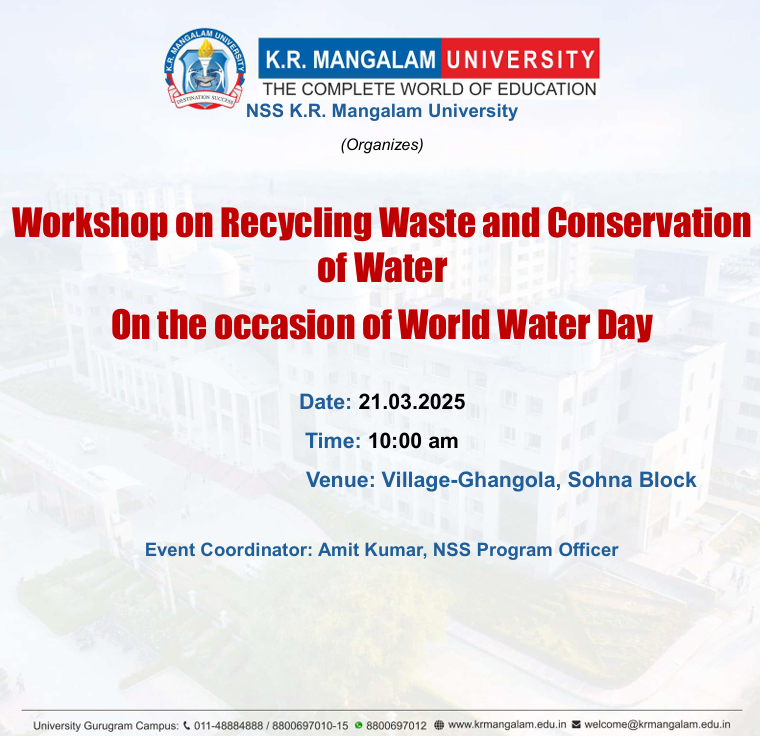 K.R. MANGALAM UNIVERSITY
DESTINATION SUCCESS
K.R. MANGALAM UNIVERSITY
THE COMPLETE WORLD OF EDUCATION
NSS K.R. Mangalam University
(Organizes)
Workshop on Recycling Waste and Conservation
of Water
On the occasion of World Water Day
Date: 21.03.2025
Time: 10:00 am
Venue: Village-Ghangola, Sohna Block
Event Coordinator: Amit Kumar, NSS Program Officer
University Gurugram Campus: 011-48884888 / 8800697010-15 8800697012 www.krmangalam.edu.in welcome@krmangalam.edu.in